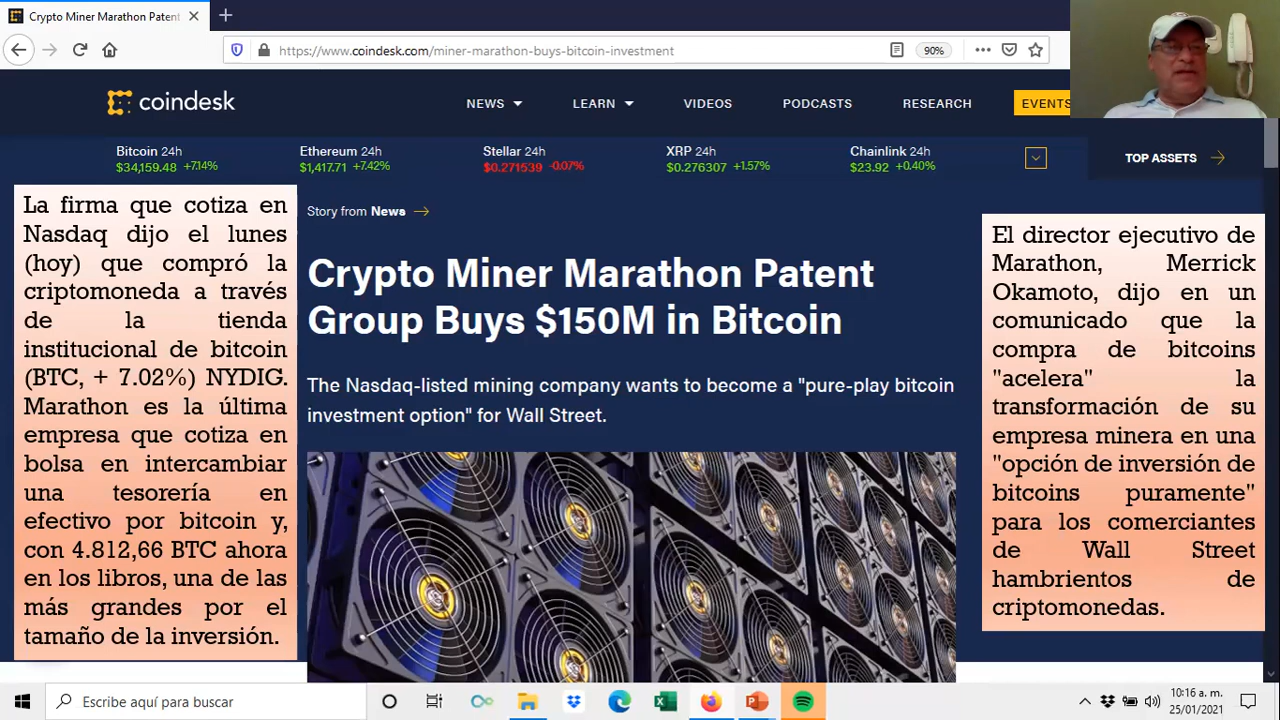 Crypto Miner Marathon Patent
https://www.coindesk.com/miner-marathon-buys-bitcoin-investment
90%
coindesk
NEWS
LEARN
VIDEOS
PODCASTS
RESEARCH
EVENTS
Bitcoin 24h
$34,159.48 +7.14%
Ethereum 24h
$1,417.71 +7.42%
Stellar 24h
$0.271539 -0.07%
XRP 24h
$0.276307 +1.57%
Chainlink 24h
$23.92 +0.40%
TOP ASSETS
La firma que cotiza en
Nasdaq dijo el lunes
(hoy) que compró la
criptomoneda a través
de la tienda
institucional de bitcoin
(BTC, + 7.02%) NYDIG.
Marathon es la última
empresa que cotiza en
bolsa en intercambiar
una tesorería en
efectivo por bitcoin y,
con 4.812,66 BTC ahora
en los libros, una de las
más grandes por el
tamaño de la inversión.
Story from News
Crypto Miner Marathon Patent
Group Buys $150M in Bitcoin
The Nasdaq-listed mining company wants to become a "pure-play bitcoin
investment option" for Wall Street.
El director ejecutivo de
Marathon, Merrick
Okamoto, dijo en un
comunicado que la
compra de bitcoins
"acelera" la
transformación de su
empresa minera en una
"opción de inversión de
bitcoins puramente"
para los comerciantes
de Wall Street
hambrientos de
criptomonedas.
Escribe aquí para buscar
10:16 a. m.
25/01/2021